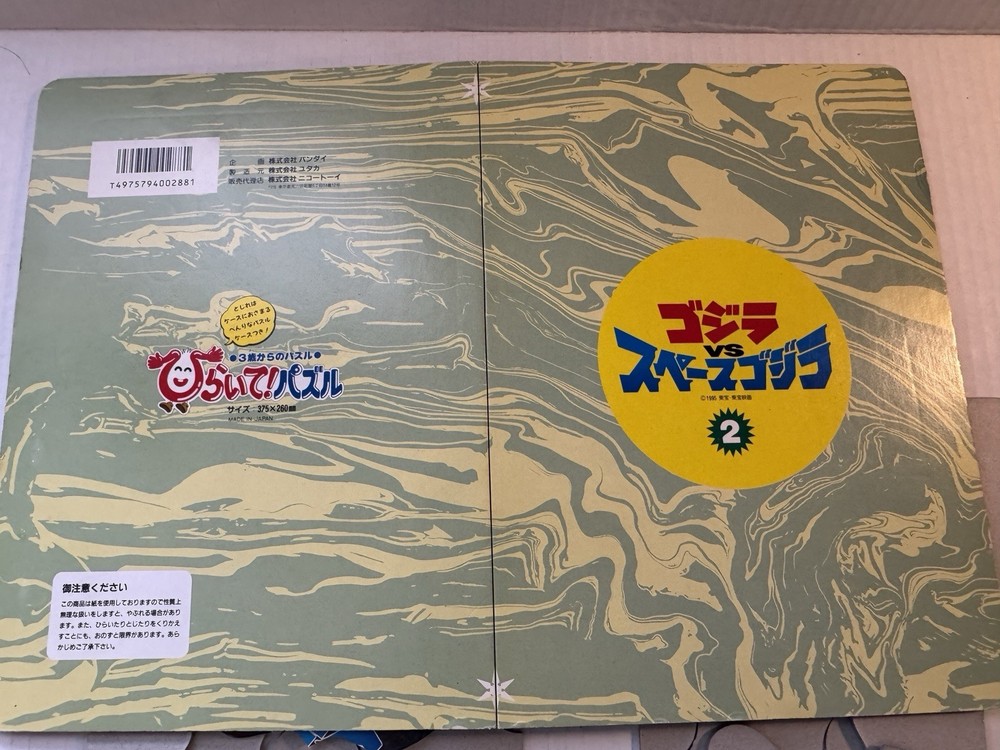 T4975794002881
企　画 株式会社 バンダイ
製 造 元 株式会社 ユタカ
販売代理店 株式会社 ニコートーイ
とじれば
ケースにおさまる
べんりなパズル
ケースつき!
●3歳からのパズル●
ひらいて!パズル
サイズ 375×260㎜
MADE IN JAPAN
御注意ください
この商品は紙を使用しておりますので性質上
無理な扱いをしますと、やぶれる場合があり
ます。また、ひらいたりとじたりをくりかえ
すことにも、おのずと限界があります。あら
かじめご了承下さい。
ゴジラ
VS
スペースゴジラ
©1995 東宝・東宝映画
2